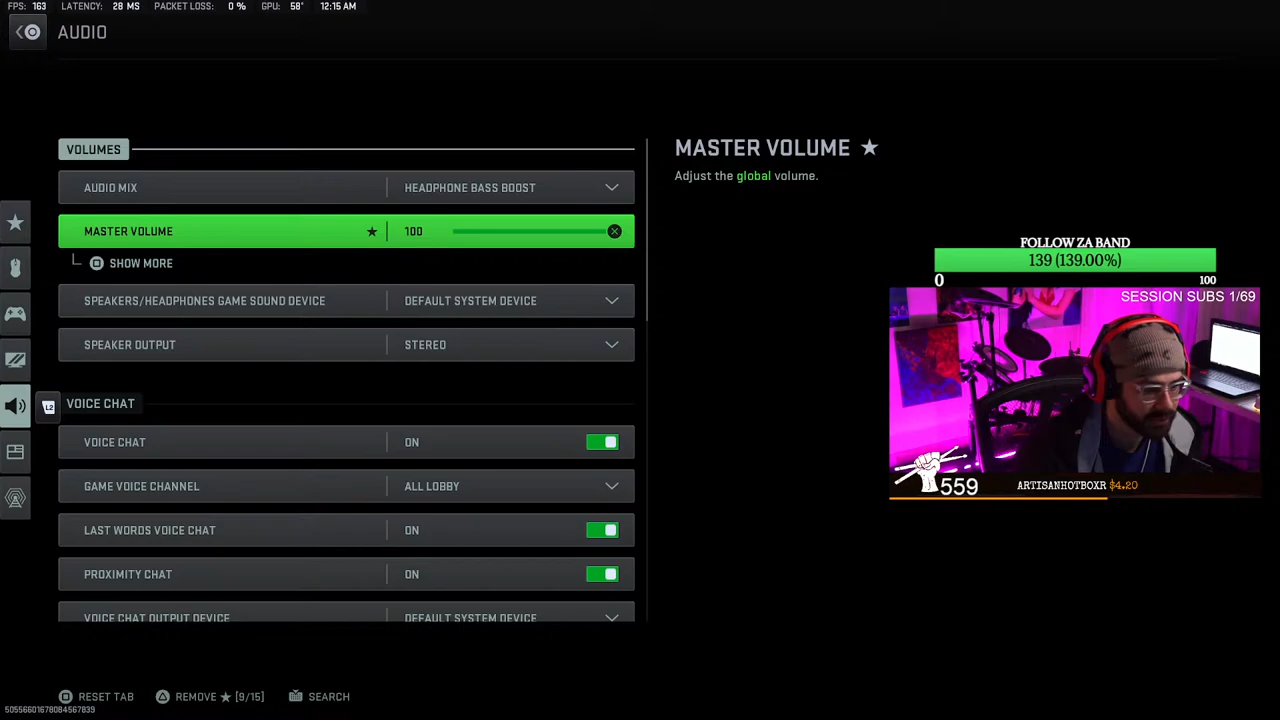 FPS: 163 LATENCY: 28 MS PACKET LOSS: 0 % GPU: 58° 12:15 AM
AUDIO
VOLUMES
AUDIO MIX HEADPHONE BASS BOOST
MASTER VOLUME ★ 100
SHOW MORE
SPEAKERS/HEADPHONES GAME SOUND DEVICE DEFAULT SYSTEM DEVICE
SPEAKER OUTPUT STEREO
L2 VOICE CHAT
VOICE CHAT ON
GAME VOICE CHANNEL ALL LOBBY
LAST WORDS VOICE CHAT ON
PROXIMITY CHAT ON
VOICE CHAT OUTPUT DEVICE DEFAULT SYSTEM DEVICE
RESET TAB REMOVE ★ [9/15] SEARCH
50556601678084567839
MASTER VOLUME ★
Adjust the global volume.
FOLLOW ZA BAND
139 (139.00%)
0 100
SESSION SUBS 1/69
559 ARTISANHOTBOXR $4.20